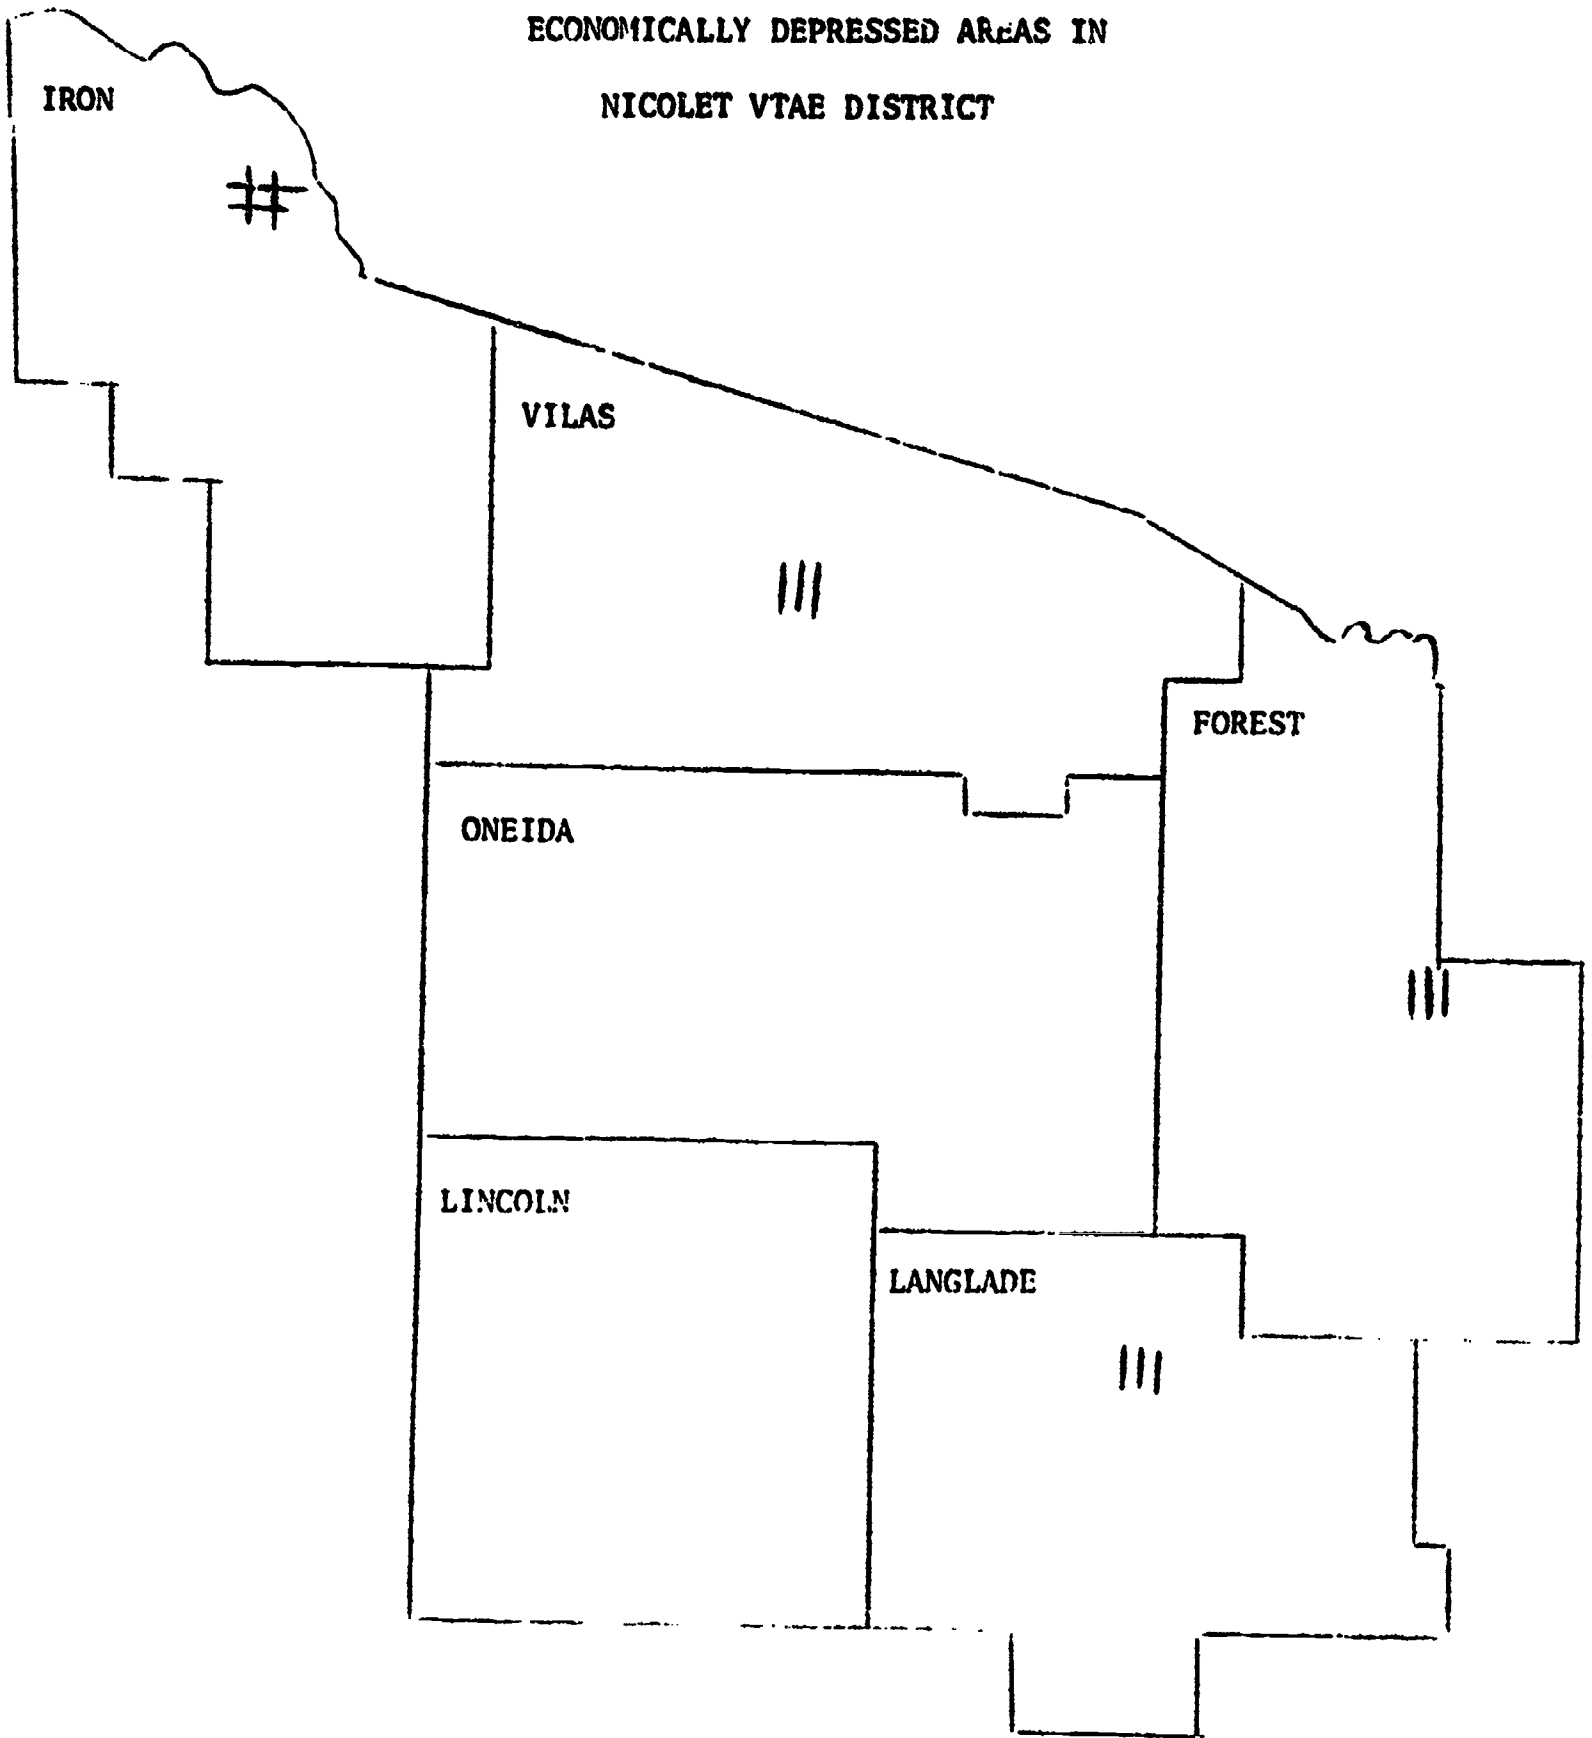 ECONOMICALLY DEPRESSED AREAS IN
NICOLET VTAE DISTRICT
IRON
#
VILAS
|||
FOREST
ONEIDA
|||
LINCOLN
LANGLADE
|||